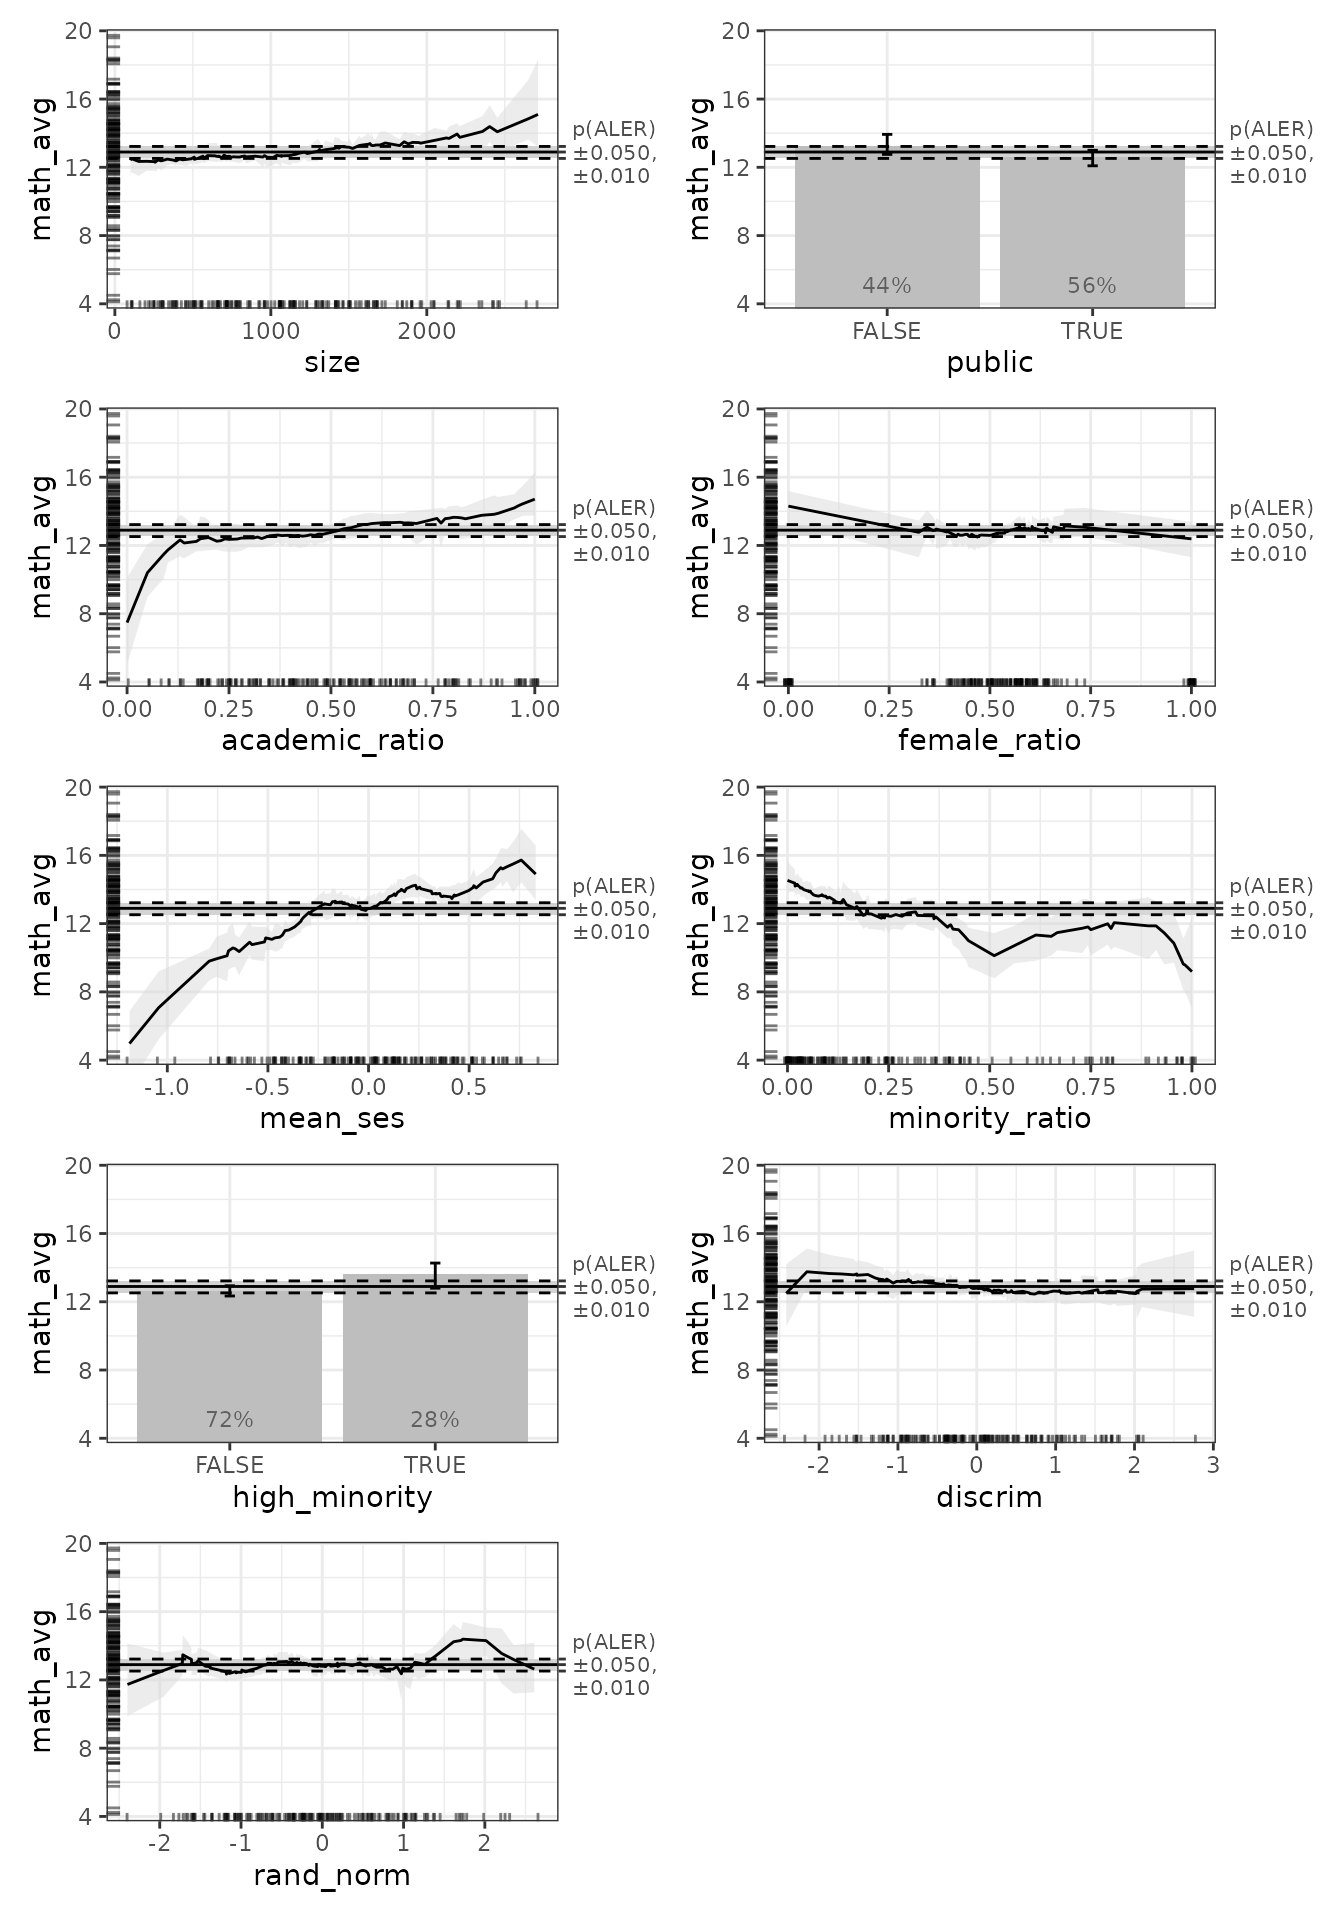 math_avg
20
16
12
8
4
p(ALER)
±0.050,
±0.010
0 1000 2000
size
math_avg
20
16
12
8
4
44% 56%
p(ALER)
±0.050,
±0.010
FALSE TRUE
public
math_avg
20
16
12
8
4
p(ALER)
±0.050,
±0.010
0.00 0.25 0.50 0.75 1.00
academic_ratio
math_avg
20
16
12
8
4
p(ALER)
±0.050,
±0.010
0.00 0.25 0.50 0.75 1.00
female_ratio
math_avg
20
16
12
8
4
p(ALER)
±0.050,
±0.010
-1.0 -0.5 0.0 0.5
mean_ses
math_avg
20
16
12
8
4
p(ALER)
±0.050,
±0.010
0.00 0.25 0.50 0.75 1.00
minority_ratio
math_avg
20
16
12
8
4
72% 28%
p(ALER)
±0.050,
±0.010
FALSE TRUE
high_minority
math_avg
20
16
12
8
4
p(ALER)
±0.050,
±0.010
-2 -1 0 1 2 3
discrim
math_avg
20
16
12
8
4
p(ALER)
±0.050,
±0.010
-2 -1 0 1 2
rand_norm